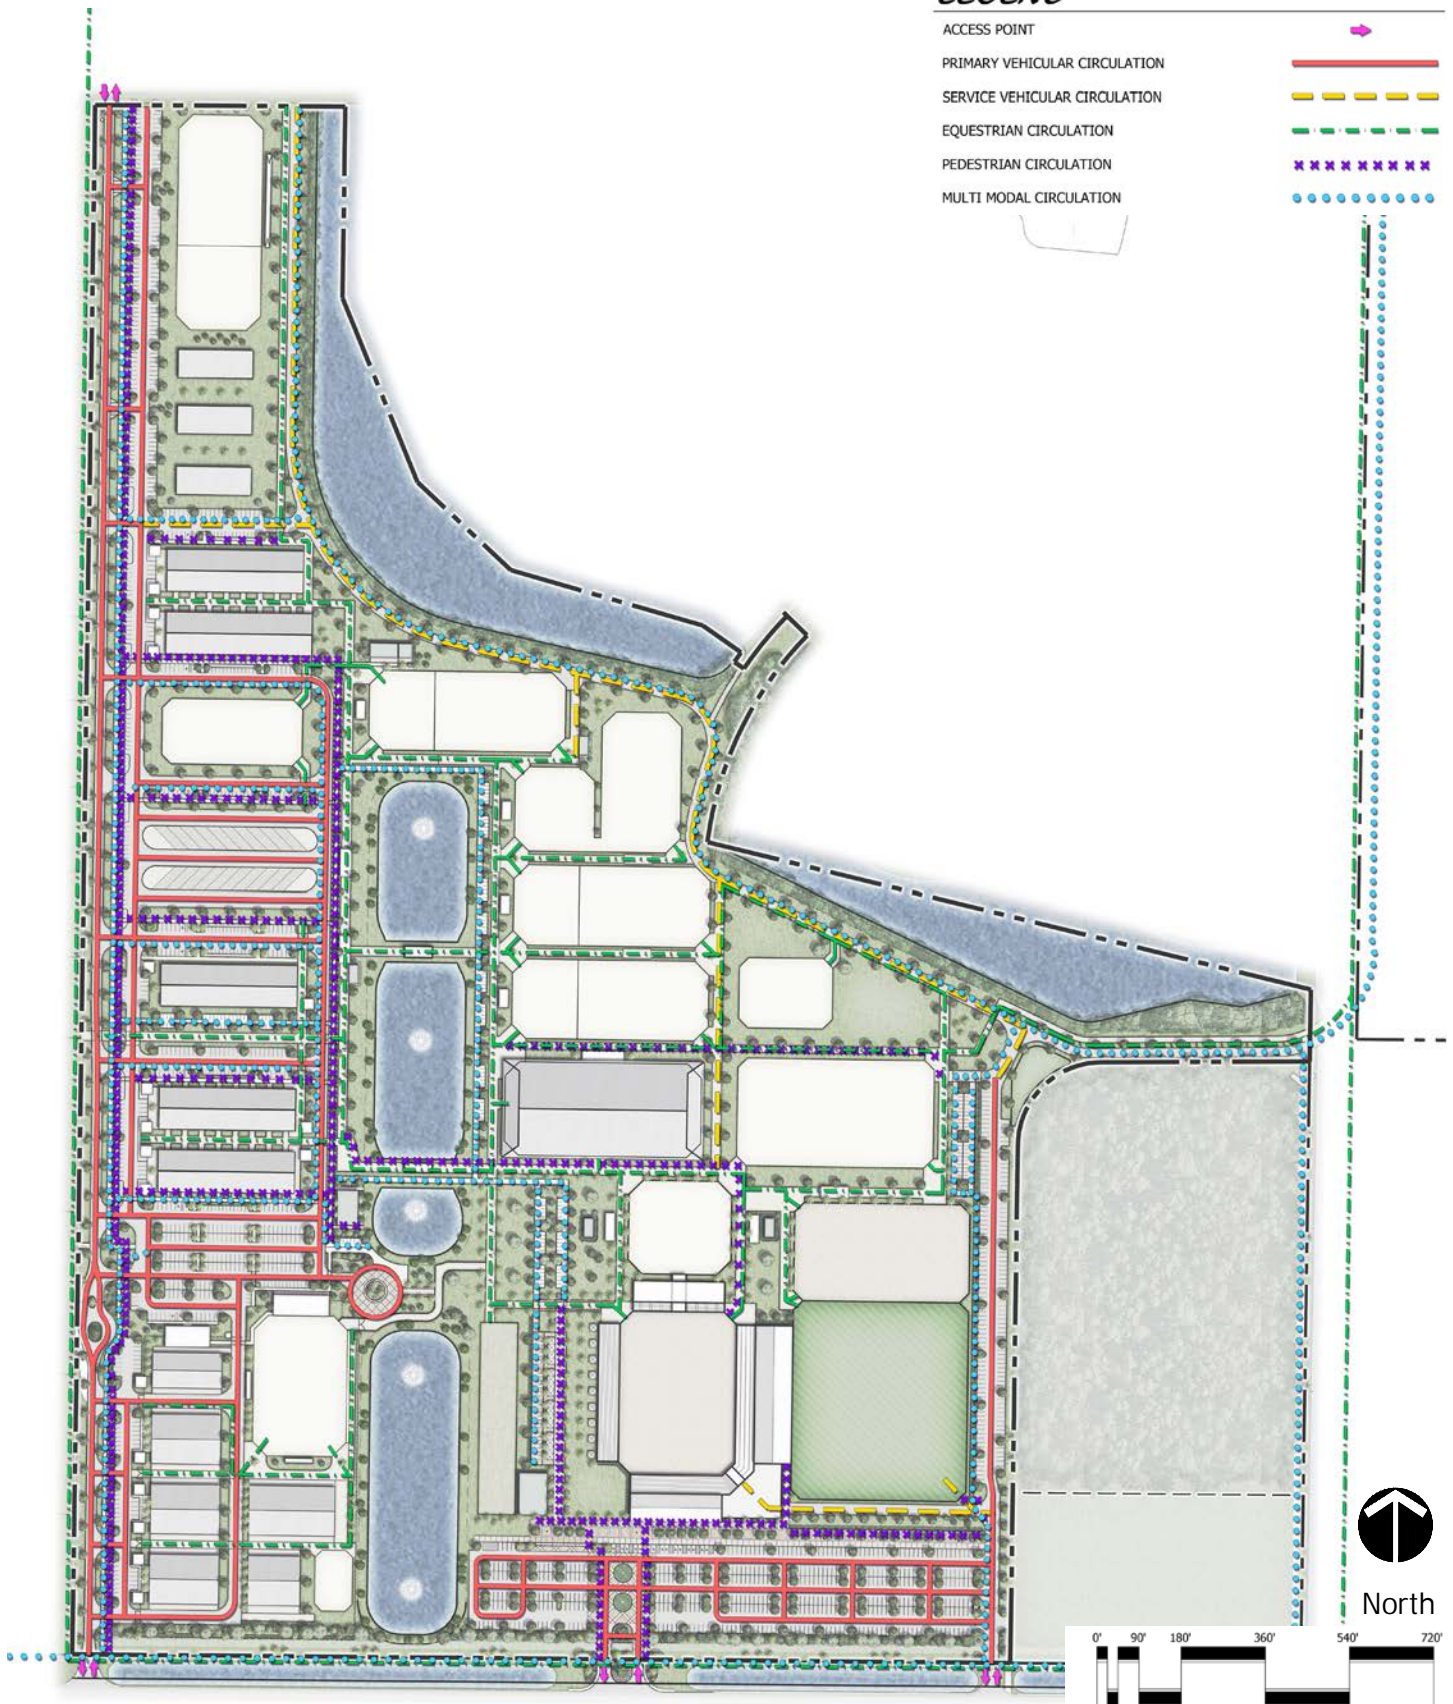 LEGEND
ACCESS POINT
PRIMARY VEHICULAR CIRCULATION
SERVICE VEHICULAR CIRCULATION
EQUESTRIAN CIRCULATION
PEDESTRIAN CIRCULATION
MULTI MODAL CIRCULATION
North
0' 90' 180' 360' 540' 720'